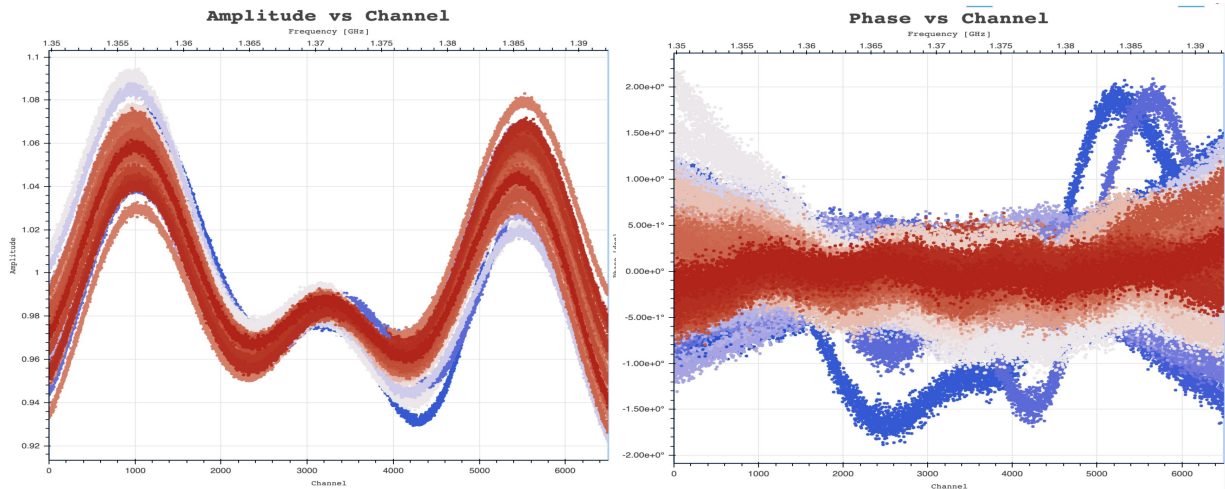 Amplitude vs Channel
Frequency [GHz]
1.35 1.355 1.36 1.365 1.37 1.375 1.38 1.385 1.39
1.1
1.08
1.06
1.04
1.02
1
0.98
0.96
0.94
0.92
Amplitude
0 1000 2000 3000 4000 5000 6000
Channel
Phase vs Channel
Frequency [GHz]
1.35 1.355 1.36 1.365 1.37 1.375 1.38 1.385 1.39
2.00e+0°
1.50e+0°
1.00e+0°
5.00e-1°
0.00e+0°
-5.00e-1°
-1.00e+0°
-1.50e+0°
-2.00e+0°
1000 2000 3000 4000 5000 6000
Channel